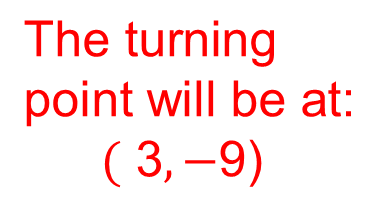 The turning
point will be at:
( 3, −9)